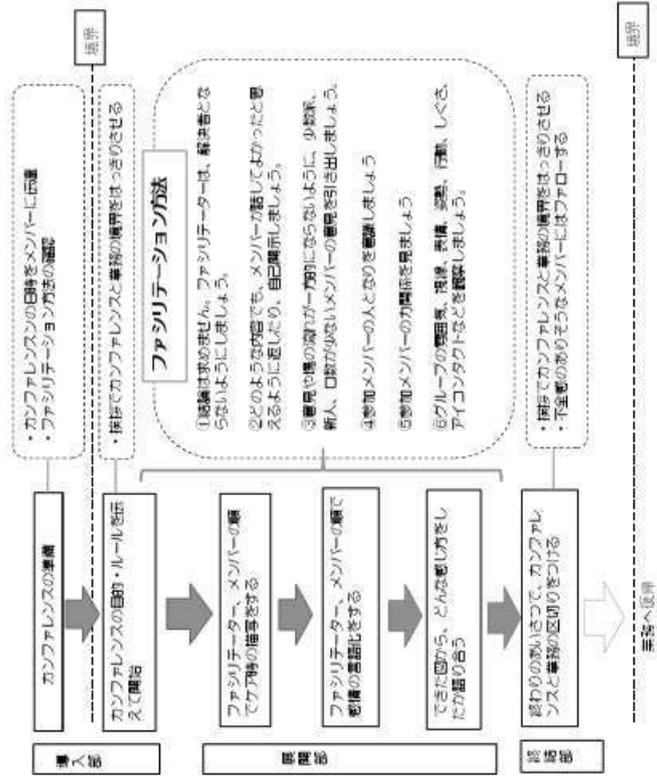 導入部
カンファレンスの準備
・カンファレンスンの日時をメンバーに伝達
・ファシリテーション方法の確認
境界
カンファレンスの目的・ルールを伝
えて開始
・挨拶でカンファレンスと業務の境界をはっきりさせる
展開部
ファシリテーター、メンバーの順
でケア時の描写をする
ファシリテーター、メンバーの順で
感情の言語化をする
できた図から、どんな感じ方をし
たか語り合う
ファシリテーション方法
①結論は求めません。ファシリテーターは、解決者とな
らないようにしましょう。
②どのような内容でも、メンバーが話してよかったと思
えるように返したり、自己開示しましょう。
③意見や場の流れが一方的にならないように、少数派、
新人、口数が少ないメンバーの意見を引き出しましょう。
④参加メンバーの人となりを意識しましょう
⑤参加メンバーの力関係を見ましょう
⑥グループの雰囲気、視線、表情、姿勢、行動、しぐさ、
アイコンタクトなどを観察しましょう。
終結部
終わりのあいさつで、カンファレ
ンスと業務の区切りをつける
・挨拶でカンファレンスと業務の境界をはっきりさせる
・不全感のありそうなメンバーにはフォローする
境界
業務へ復帰